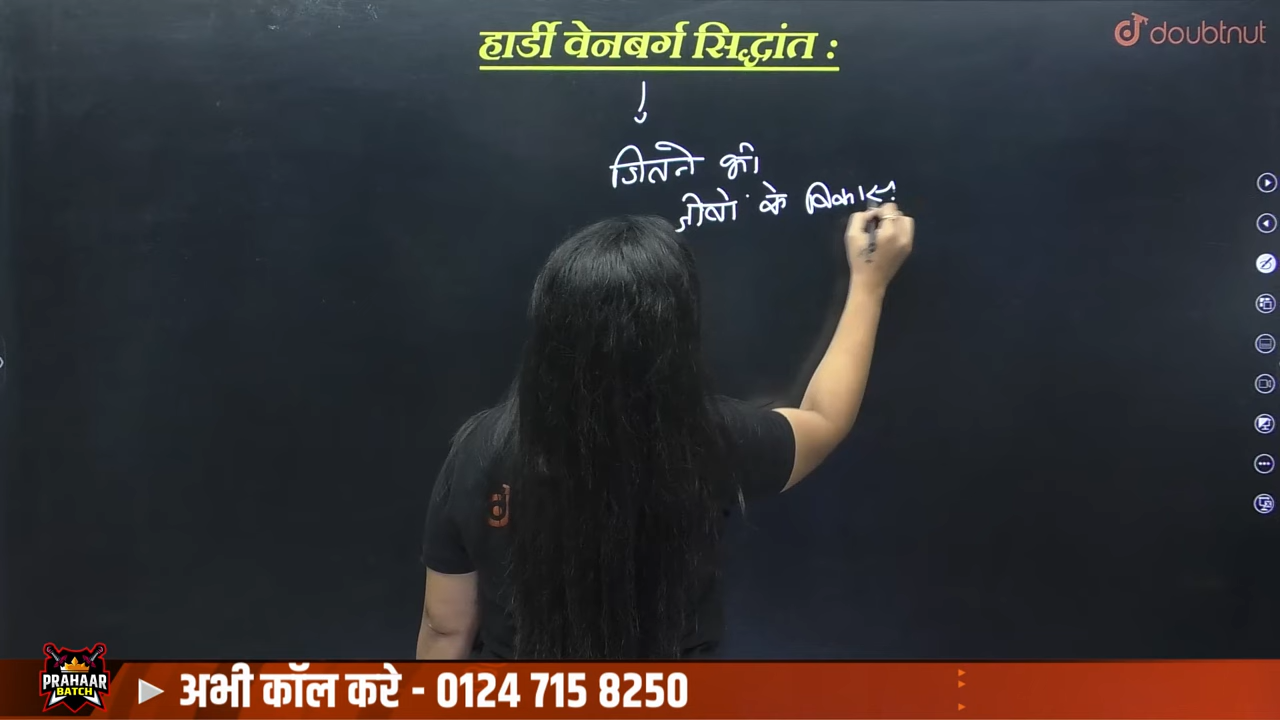 हार्डी वेनबर्ग सिद्धांत :
doubtnut
जितने भी
जीवों के विकास
PRAHAAR
BATCH
अभी कॉल करे - 0124 715 8250